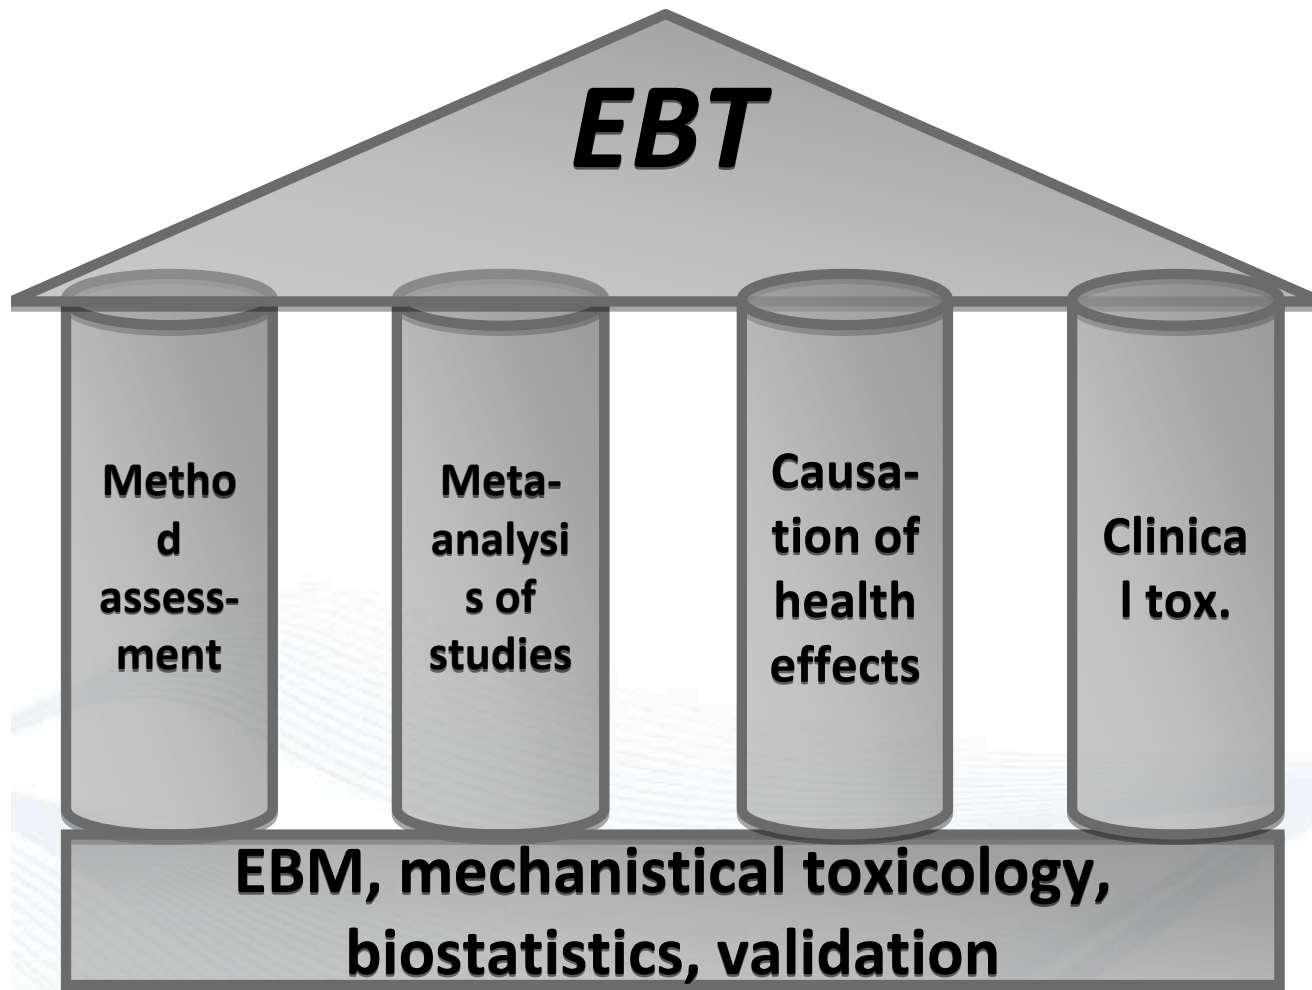 EBT
Metho
d
assess-
ment
Meta-
analysi
s of
studies
Causa-
tion of
health
effects
Clinica
l tox.
EBM, mechanistical toxicology,
biostatistics, validation